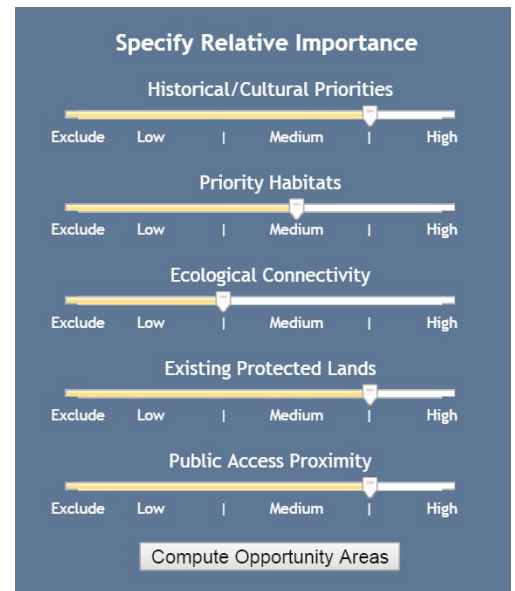 Specify Relative Importance
Historical/Cultural Priorities
Exclude Low | Medium | High
Priority Habitats
Exclude Low | Medium | High
Ecological Connectivity
Exclude Low | Medium | High
Existing Protected Lands
Exclude Low | Medium | High
Public Access Proximity
Exclude Low | Medium | High
Compute Opportunity Areas